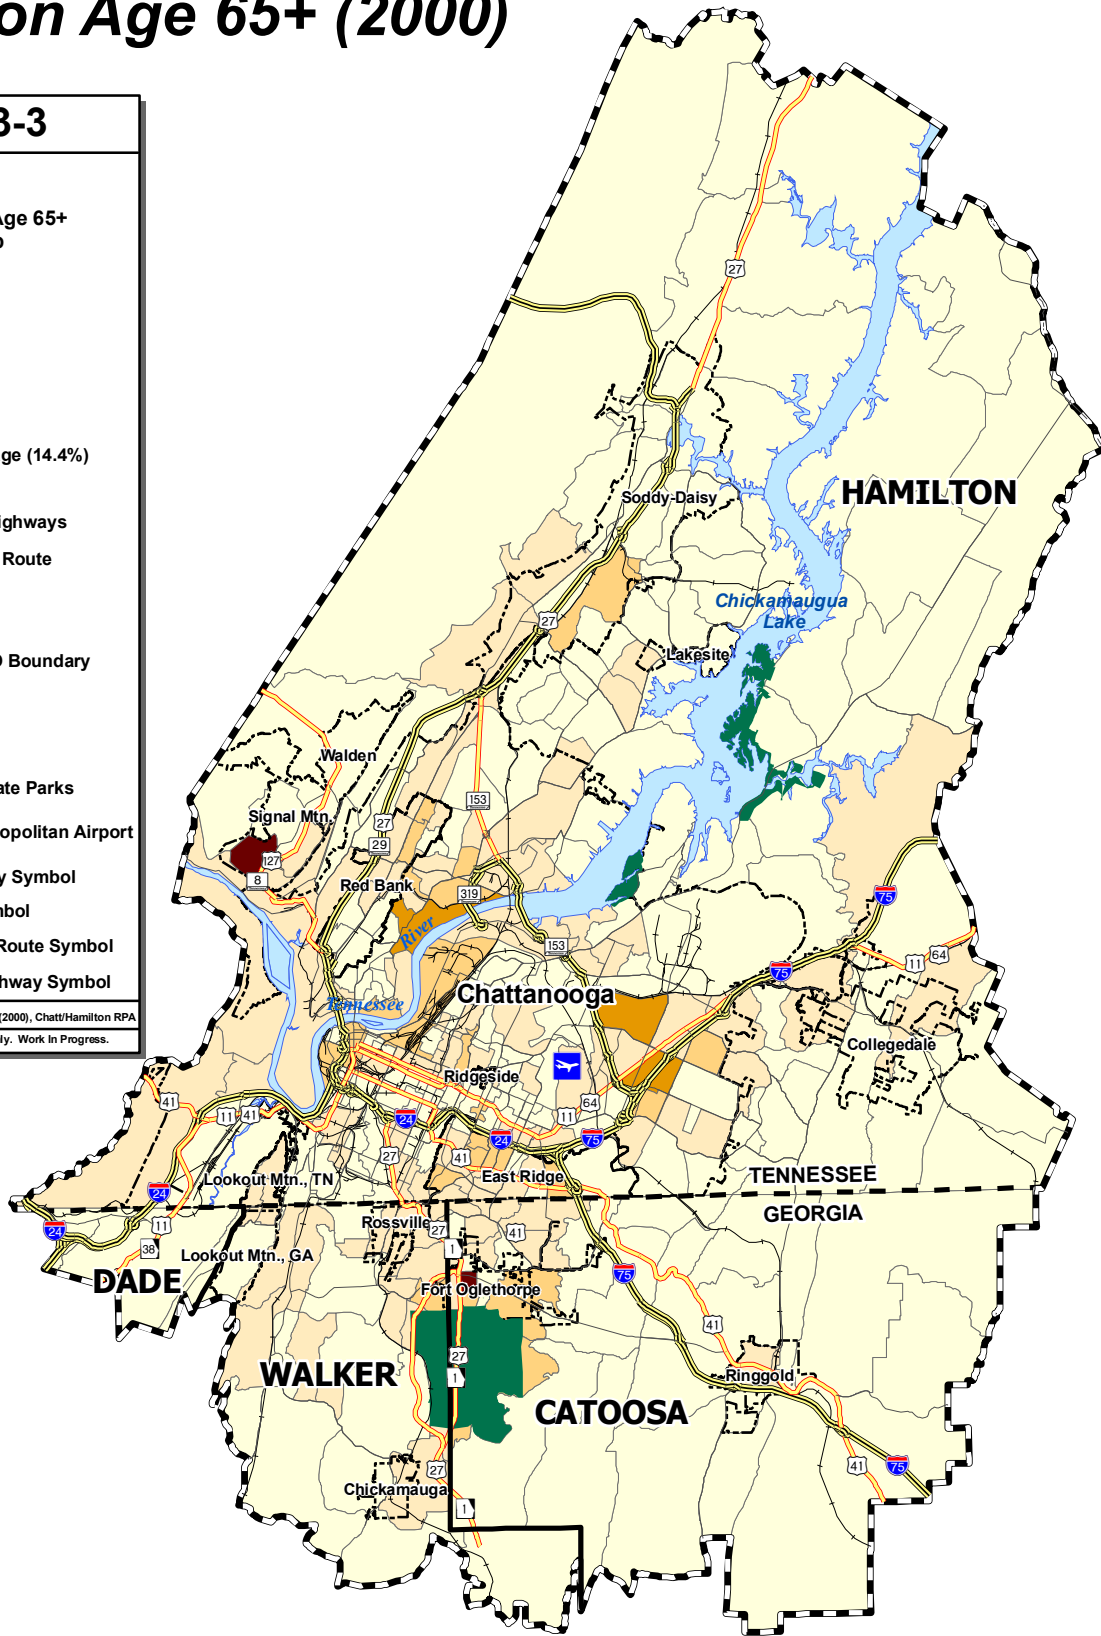 on Age 65+ (2000)
3-3
Age 65+
ge (14.4%)
ighways
Route
Boundary
ate Parks
opolitan Airport
y Symbol
nbol
Route Symbol
hway Symbol
(2000), Chatt/Hamilton RPA
ly. Work In Progress.
27
HAMILTON
Soddy-Daisy
Chickamaugua
Lake
27
Lakesite
Walden
153
Signal Mtn.
27
29
127
8
Red Bank
319
75
River
153
11
64
75
Chattanooga
Tennessee
Collegedale
Ridgeside
41
11
41
64
11
24
24
75
27
41
East Ridge
TENNESSEE
Lookout Mtn., TN
24
GEORGIA
Rossville
11
24
27
41
38
1
Lookout Mtn., GA
75
DADE
Fort Oglethorpe
41
27
WALKER
1
Ringgold
CATOOSA
41
75
27
Chickamauga
1